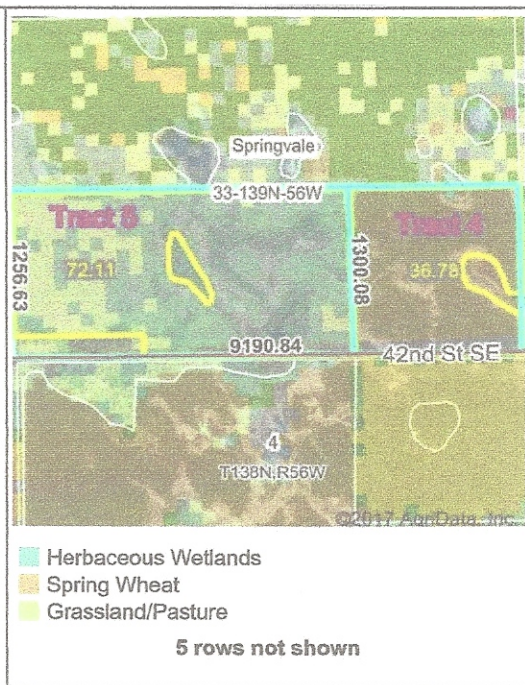 Springvale
33-139N-56W
Tract 5
Tract 4
1256.63
72.11
1300.08
36.78
9190.84
42nd St SE
4
T138N,R56W
©2017 AgriData, Inc.
Herbaceous Wetlands
Spring Wheat
Grassland/Pasture
5 rows not shown